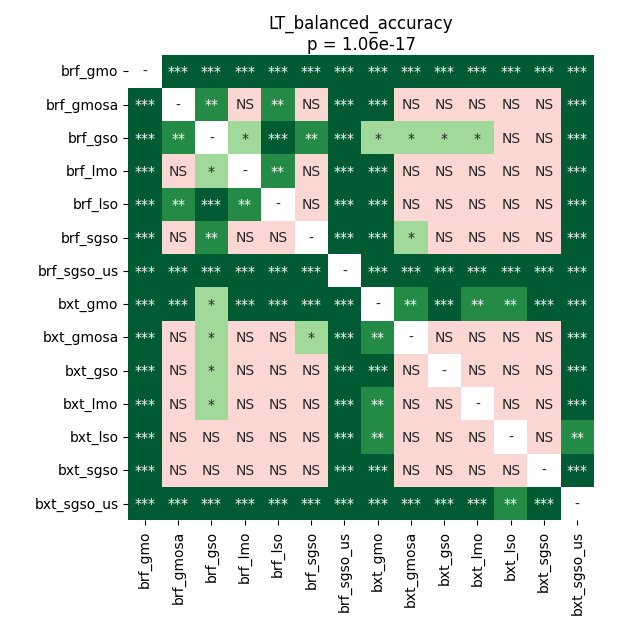 LT_balanced_accuracy
p = 1.06e-17
brf_gmo - *** *** *** *** *** *** *** *** *** *** *** *** ***
brf_gmosa *** - ** NS ** NS *** *** NS NS NS NS NS ***
brf_gso *** ** - * *** ** *** * * * * NS NS ***
brf_lmo *** NS * - ** NS *** *** NS NS NS NS NS ***
brf_lso *** ** *** ** - NS *** *** NS NS NS NS NS ***
brf_sgso *** NS ** NS NS - *** *** * NS NS NS NS ***
brf_sgso_us *** *** *** *** *** *** - *** *** *** *** *** *** ***
bxt_gmo *** *** * *** *** *** *** - ** *** ** ** *** ***
bxt_gmosa *** NS * NS NS * *** ** - NS NS NS NS ***
bxt_gso *** NS * NS NS NS *** *** NS - NS NS NS ***
bxt_lmo *** NS * NS NS NS *** ** NS NS - NS NS ***
bxt_lso *** NS NS NS NS NS *** ** NS NS NS - NS **
bxt_sgso *** NS NS NS NS NS *** *** NS NS NS NS - ***
bxt_sgso_us *** *** *** *** *** *** *** *** *** *** *** ** *** -
brf_gmo brf_gmosa brf_gso brf_lmo brf_lso brf_sgso brf_sgso_us bxt_gmo bxt_gmosa bxt_gso bxt_lmo bxt_lso bxt_sgso bxt_sgso_us